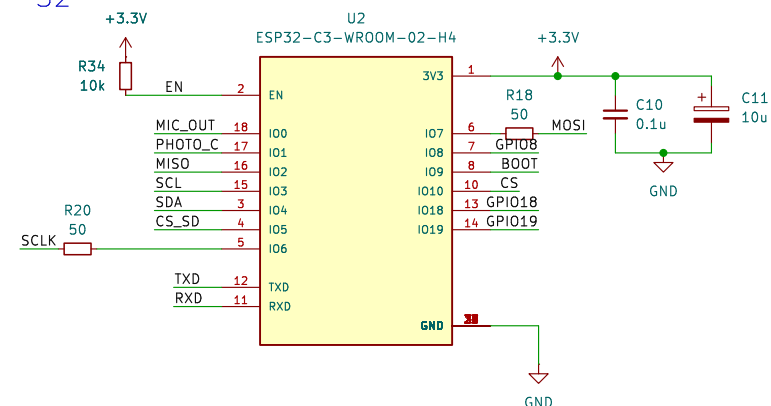 +3.3V
U2
ESP32-C3-WROOM-02-H4
+3.3V
R34
10k
EN
2
EN
3V3
1
R18
50
MOSI
C10
0.1u
+
C11
10u
GND
MIC_OUT
18
IO0
IO7
6
PHOTO_C
17
IO1
IO8
7
GPIO8
MISO
16
IO2
IO9
8
BOOT
SCL
15
IO3
IO10
10
CS
SDA
3
IO4
IO18
13
GPIO18
CS_SD
4
IO5
IO19
14
GPIO19
R20
50
SCLK
5
IO6
TXD
12
TXD
RXD
11
RXD
GND
GND